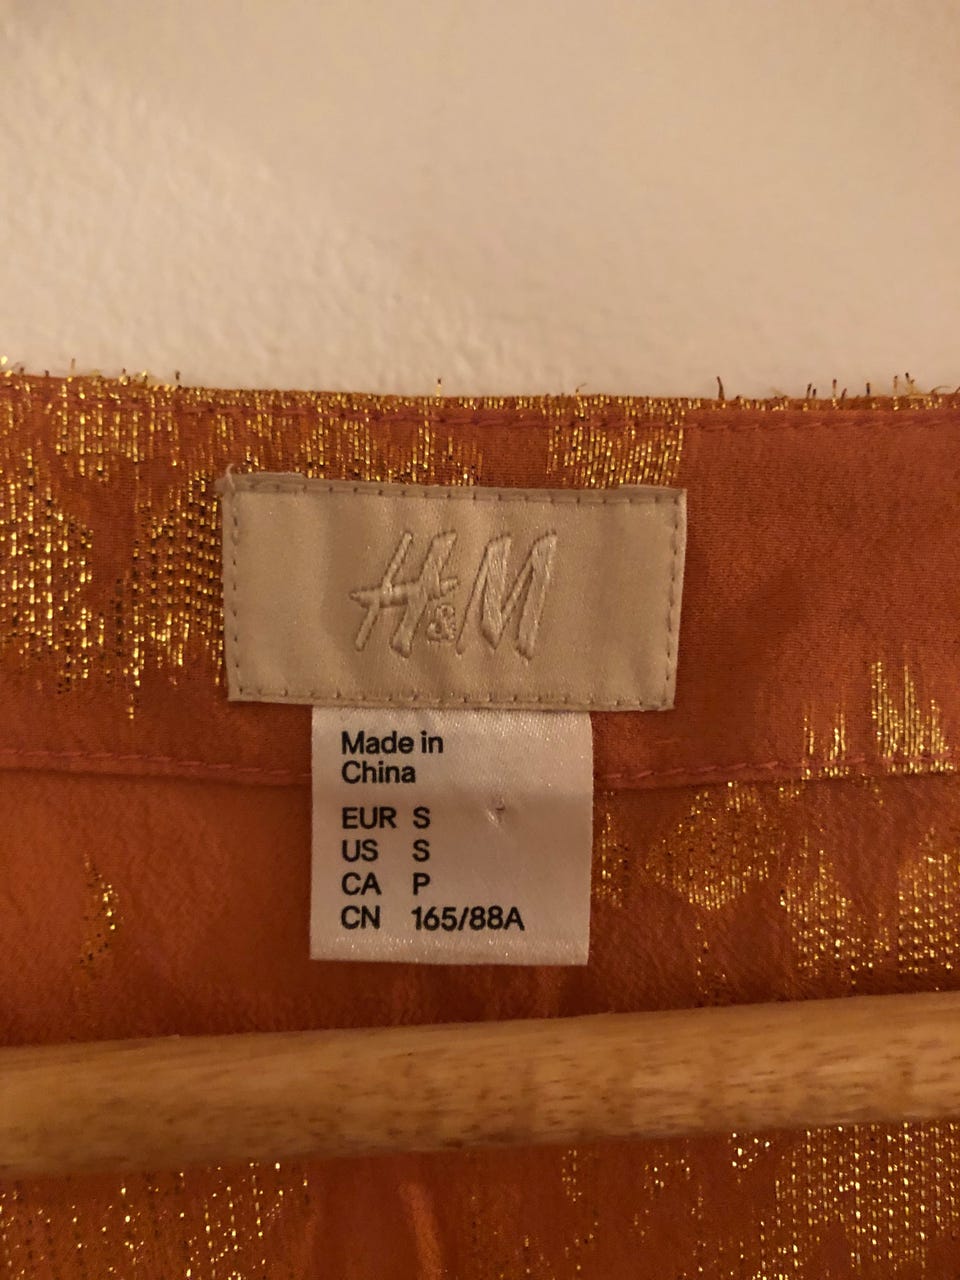 H&M
Made in
China
EUR S
US S
CA P
CN 165/88A